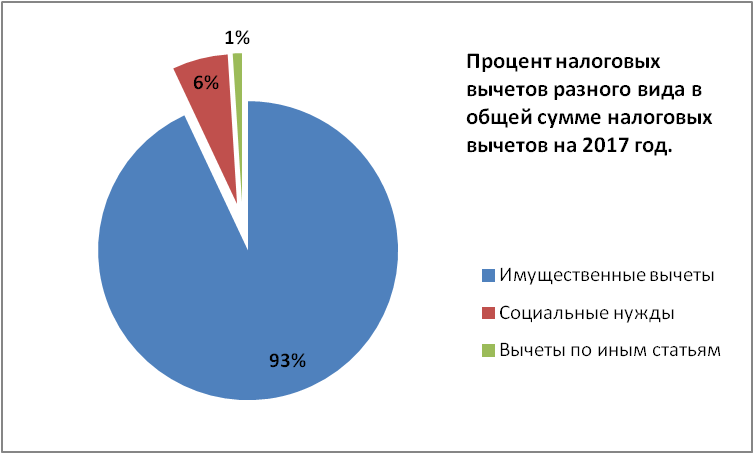 1%
6%
93%
Процент налоговых
вычетов разного вида в
общей сумме налоговых
вычетов на 2017 год.
Имущественные вычеты
Социальные нужды
Вычеты по иным статьям